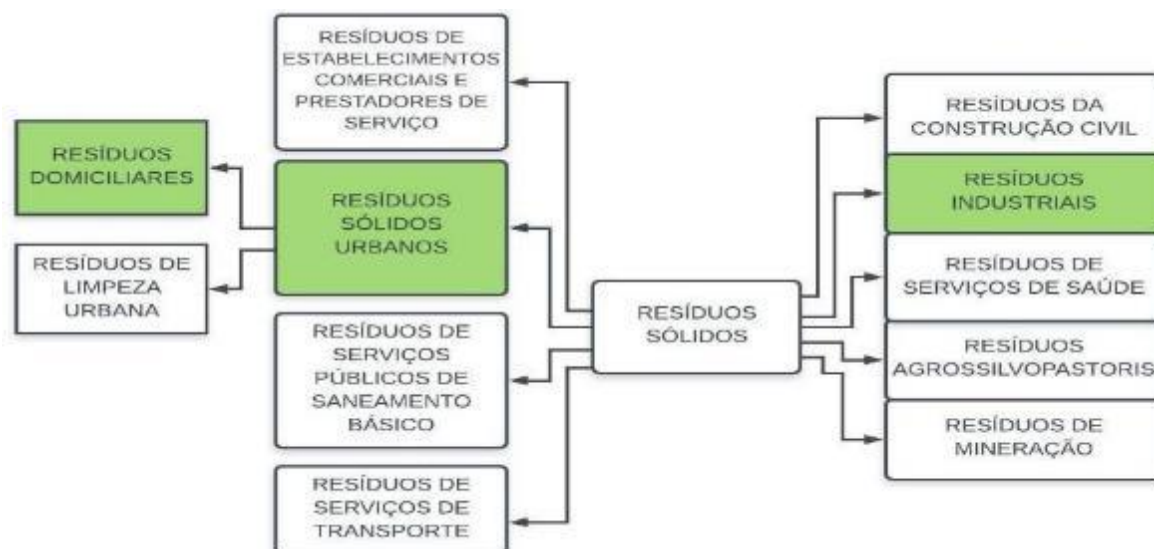 RESÍDUOS DE
ESTABELECIMENTOS
COMERCIAIS E
PRESTADORES DE
SERVIÇO
RESÍDUOS
DOMICILIARES
RESÍDUOS
SÓLIDOS
URBANOS
RESÍDUOS DE
LIMPEZA
URBANA
RESÍDUOS DE
SERVIÇOS
PÚBLICOS DE
SANEAMENTO
BÁSICO
RESÍDUOS DE
SERVIÇOS DE
TRANSPORTE
RESÍDUOS
SÓLIDOS
RESÍDUOS DA
CONSTRUÇÃO CIVIL
RESÍDUOS
INDUSTRIAIS
RESÍDUOS DE
SERVIÇOS DE SAÚDE
RESÍDUOS
AGROSSILVOPASTORIS
RESÍDUOS DE
MINERAÇÃO